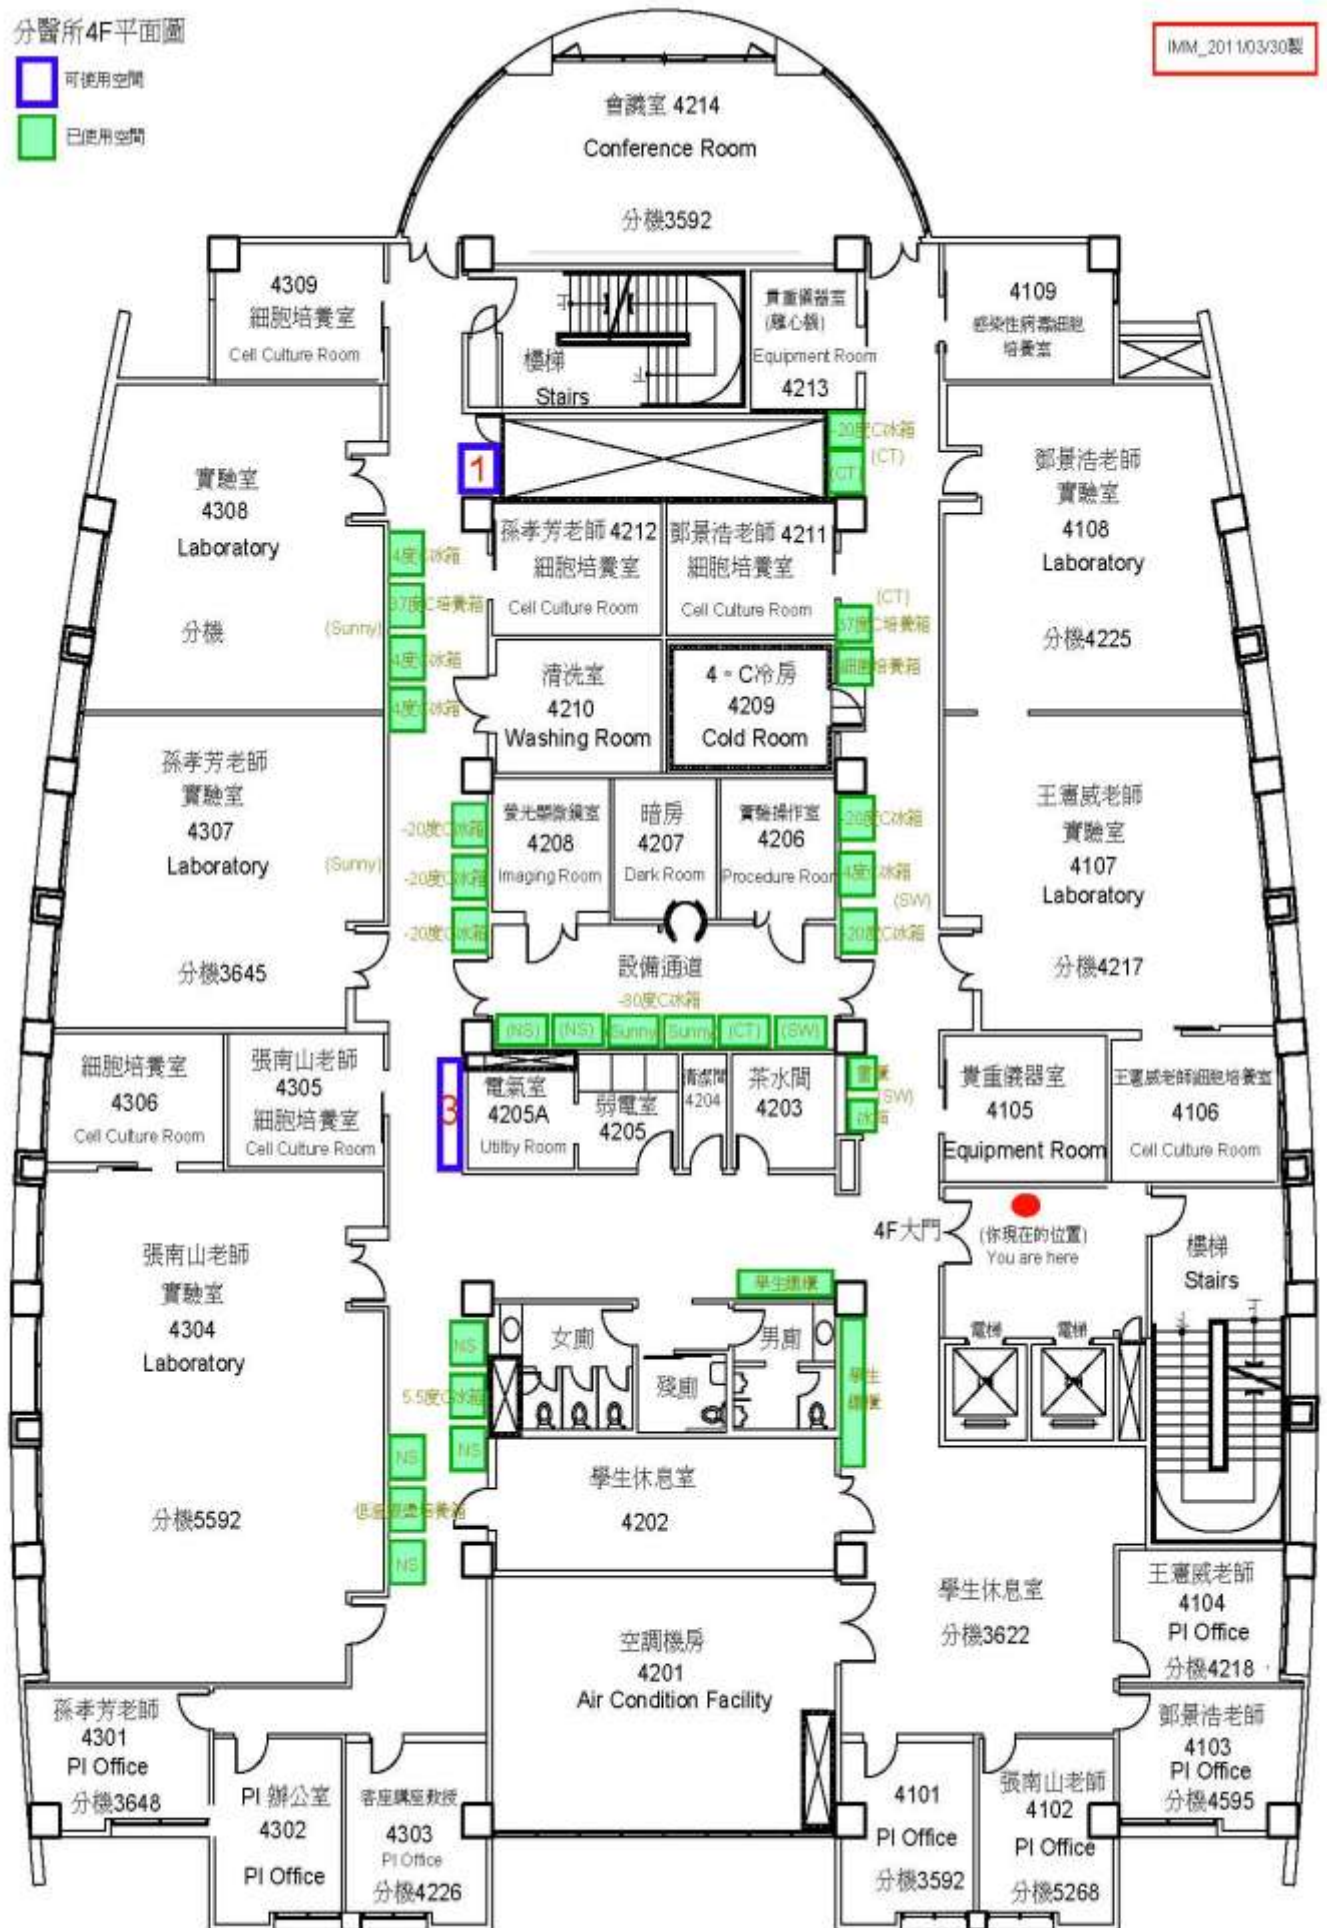 分醫所4F平面圖
可使用空間
已使用空間
IMM_2011/03/30製
會議室 4214
Conference Room
分機3592
4309
細胞培養室
Cell Culture Room
樓梯
Stairs
貴重儀器室
(離心機)
Equipment Room
4213
4109
感染性病毒細胞
培養室
1
-20度C冰箱
(CT)
(CT)
實驗室
4308
Laboratory
分機
4度C冰箱
37度C培養箱
(Sunny)
4度C冰箱
4度C冰箱
孫孝芳老師 4212
細胞培養室
Cell Culture Room
鄧景浩老師 4211
細胞培養室
Cell Culture Room
(CT)
37度C培養箱
細菌培養箱
鄧景浩老師
實驗室
4108
Laboratory
分機4225
清洗室
4210
Washing Room
4。C冷房
4209
Cold Room
孫孝芳老師
實驗室
4307
Laboratory
(Sunny)
分機3645
-20度C冰箱
-20度C冰箱
-20度C冰箱
螢光顯微鏡室
4208
Imaging Room
暗房
4207
Dark Room
實驗操作室
4206
Procedure Room
-20度C冰箱
4度C冰箱
(SW)
-20度C冰箱
王憲威老師
實驗室
4107
Laboratory
分機4217
設備通道
-80度C冰箱
(NS)
(NS)
(Sunny)
(Sunny)
(CT)
(SW)
細胞培養室
4306
Cell Culture Room
張南山老師
4305
細胞培養室
Cell Culture Room
3
電氣室
4205A
Utility Room
弱電室
4205
清潔間
4204
茶水間
4203
(SW)
冰箱
貴重儀器室
4105
Equipment Room
王憲威老師細胞培養室
4106
Cell Culture Room
4F大門
(你現在的位置)
You are here
樓梯
Stairs
電梯
電梯
張南山老師
實驗室
4304
Laboratory
分機5592
學生鐵櫃
女廁
殘廁
男廁
學生
鐵櫃
NS
5.5度C冰箱
NS
NS
NS
學生休息室
4202
學生休息室
分機3622
空調機房
4201
Air Condition Facility
王憲威老師
4104
PI Office
分機4218
鄧景浩老師
4103
PI Office
分機4595
孫孝芳老師
4301
PI Office
分機3648
PI 辦公室
4302
PI Office
客座講座教授
4303
PI Office
分機4226
4101
PI Office
分機3592
張南山老師
4102
PI Office
分機5268